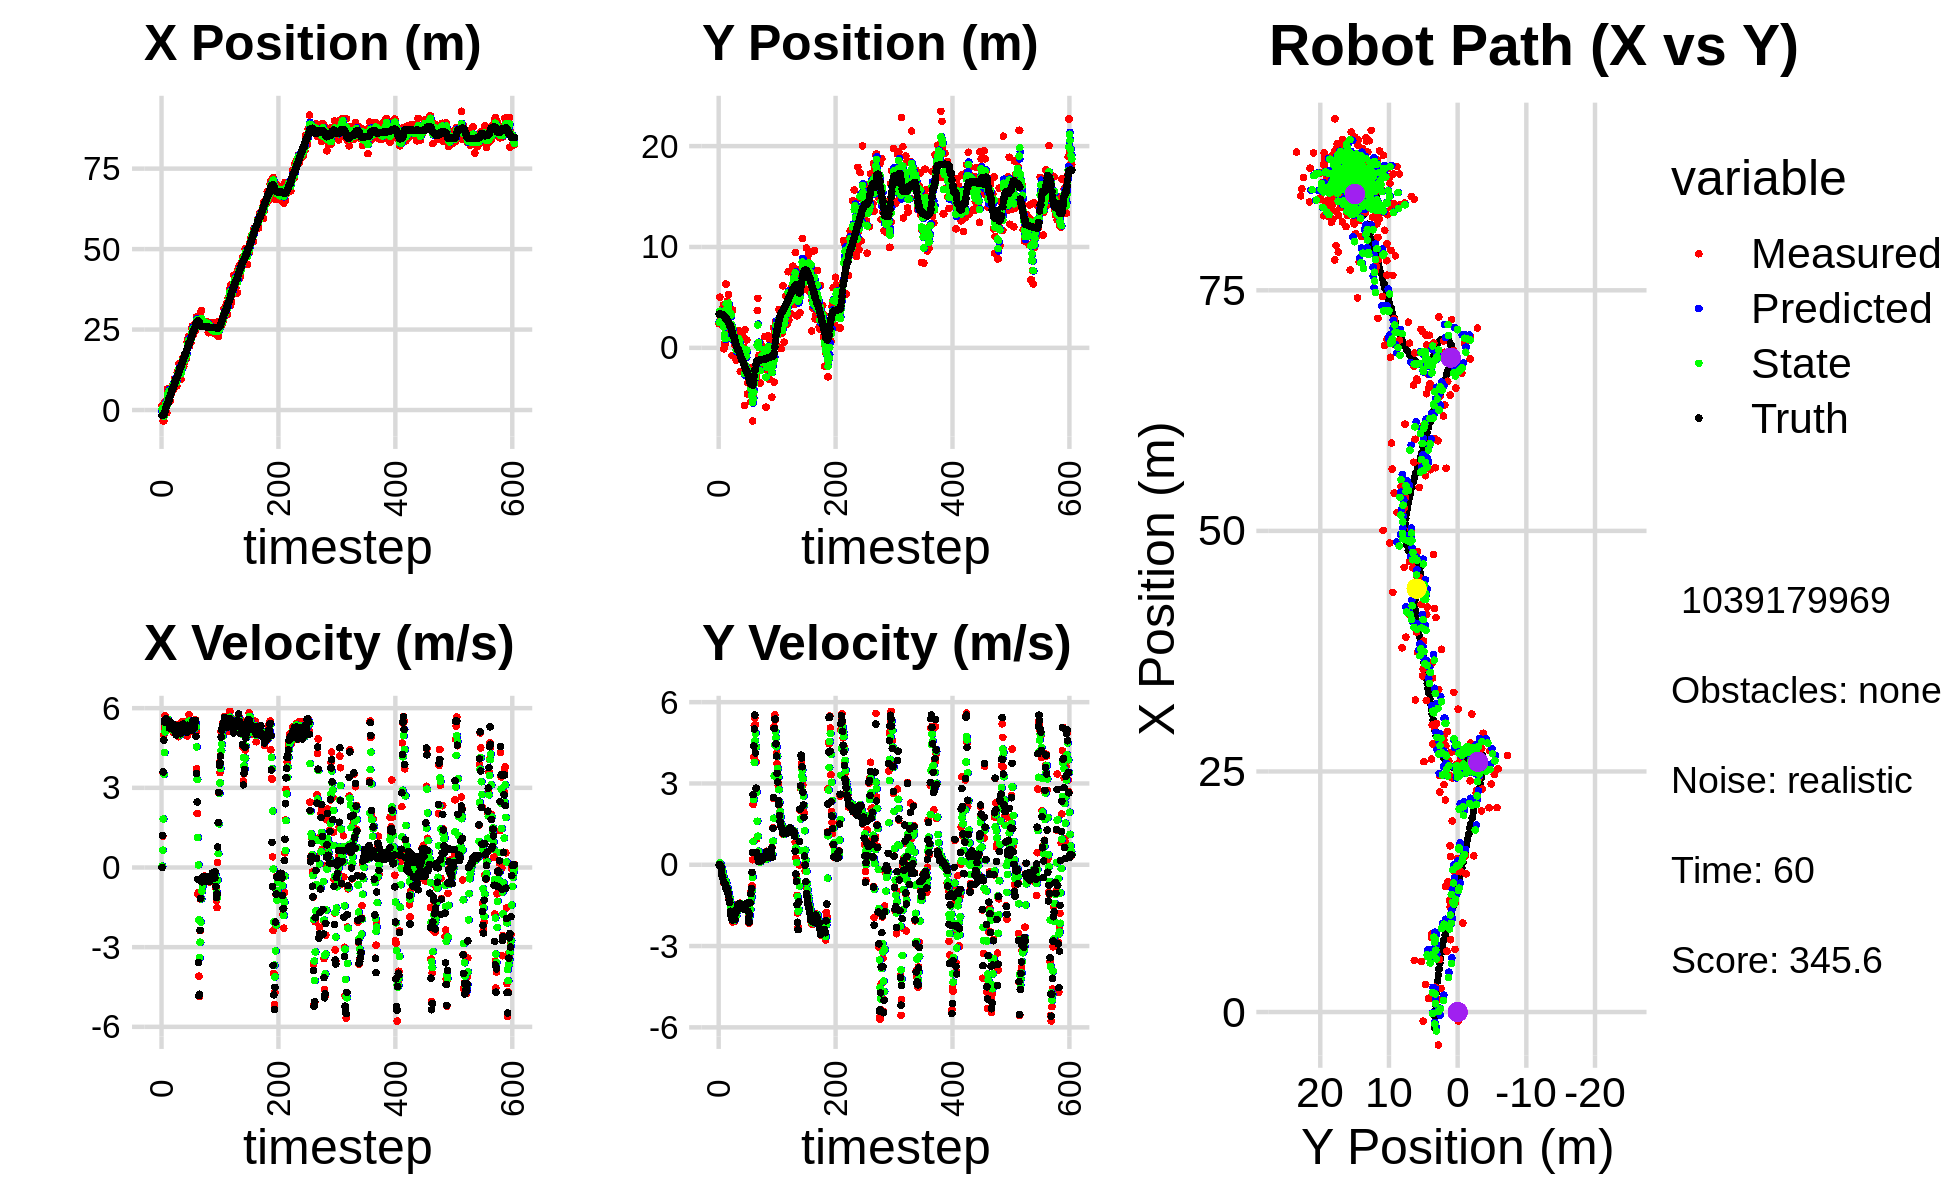 X Position (m)
75
50
25
0
0
200
400
600
timestep
Y Position (m)
20
10
0
0
200
400
600
timestep
X Velocity (m/s)
6
3
0
-3
-6
0
200
400
600
timestep
Y Velocity (m/s)
6
3
0
-3
-6
0
200
400
600
timestep
Robot Path (X vs Y)
X Position (m)
75
50
25
0
20 10 0 -10 -20
Y Position (m)
variable
Measured
Predicted
State
Truth
1039179969
Obstacles: none
Noise: realistic
Time: 60
Score: 345.6